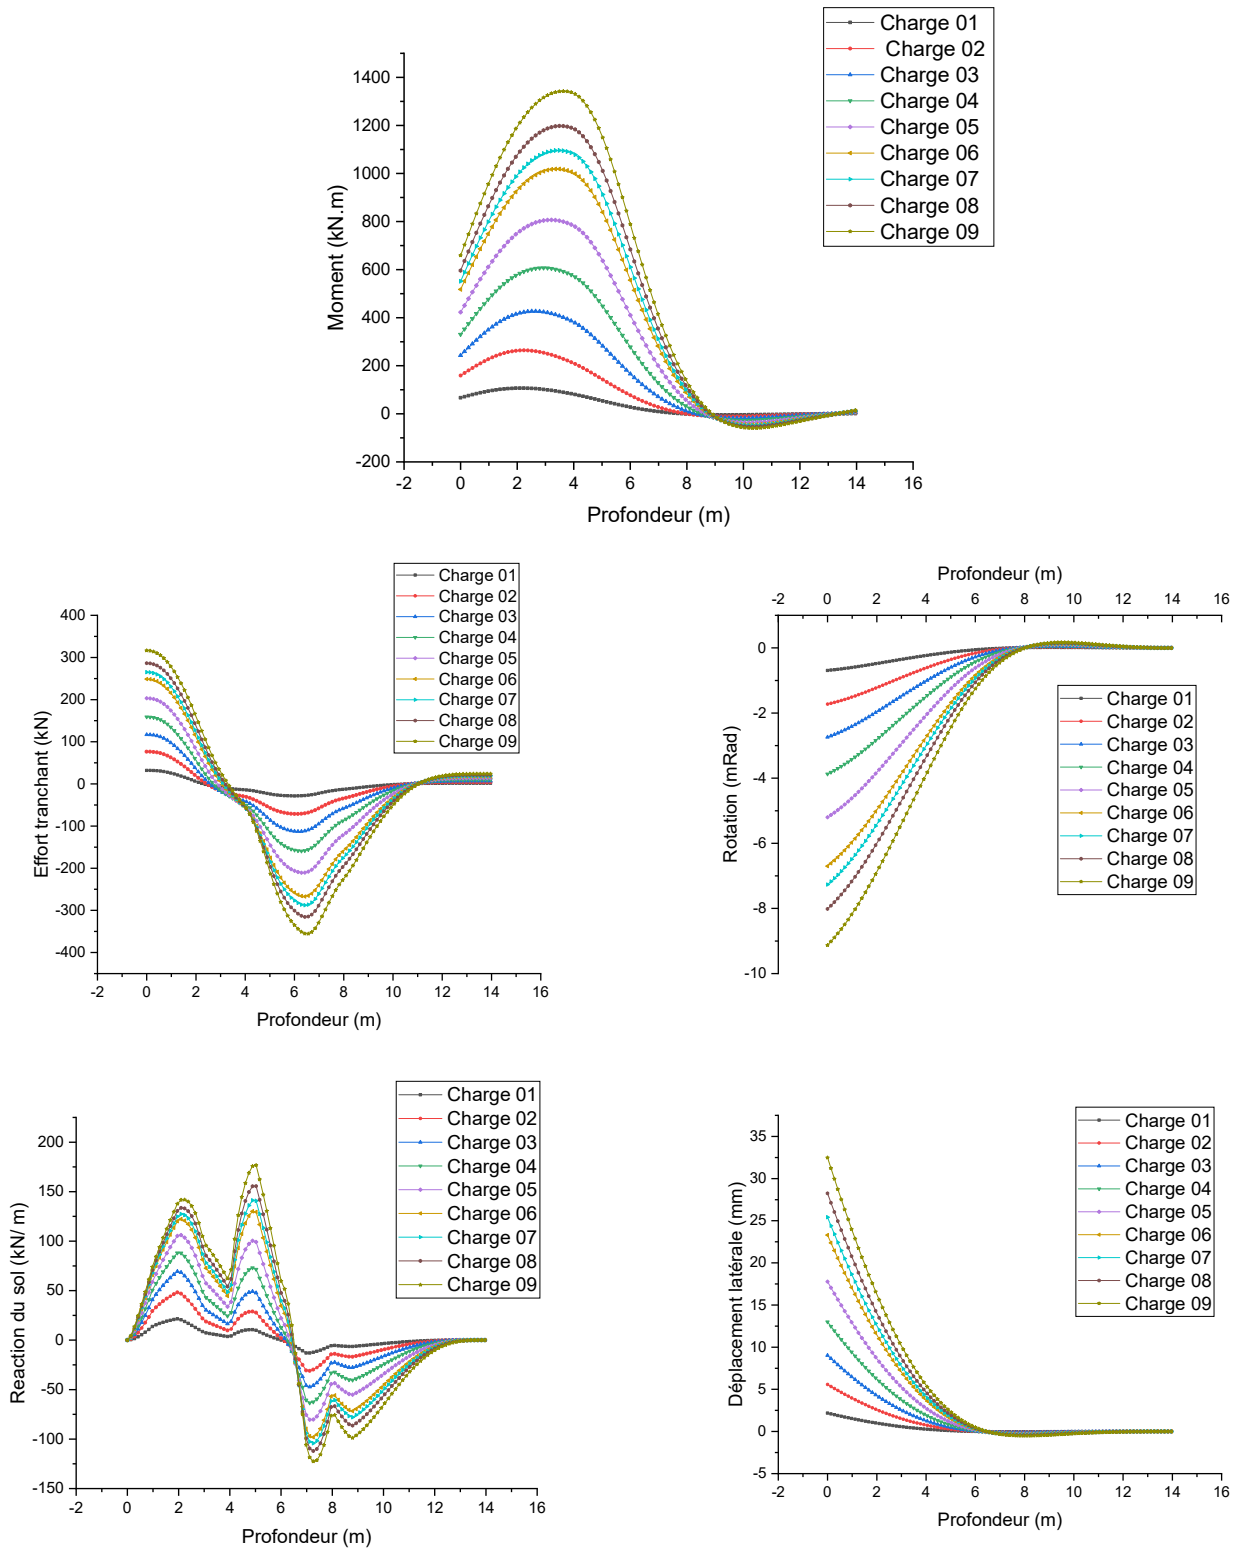 Charge 01
Charge 02
Charge 03
Charge 04
Charge 05
Charge 06
Charge 07
Charge 08
Charge 09
1400
1200
1000
800
600
400
200
0
-200
Moment (kN.m)
-2 0 2 4 6 8 10 12 14 16
Profondeur (m)
Charge 01
Charge 02
Charge 03
Charge 04
Charge 05
Charge 06
Charge 07
Charge 08
Charge 09
400
300
200
100
0
-100
-200
-300
-400
Effort tranchant (kN)
-2 0 2 4 6 8 10 12 14 16
Profondeur (m)
Profondeur (m)
-2 0 2 4 6 8 10 12 14 16
0
-2
-4
-6
-8
-10
Rotation (mRad)
Charge 01
Charge 02
Charge 03
Charge 04
Charge 05
Charge 06
Charge 07
Charge 08
Charge 09
Charge 01
Charge 02
Charge 03
Charge 04
Charge 05
Charge 06
Charge 07
Charge 08
Charge 09
200
150
100
50
0
-50
-100
-150
Reaction du sol (kN/ m)
-2 0 2 4 6 8 10 12 14 16
Profondeur (m)
Charge 01
Charge 02
Charge 03
Charge 04
Charge 05
Charge 06
Charge 07
Charge 08
Charge 09
35
30
25
20
15
10
5
0
-5
Déplacement latérale (mm)
-2 0 2 4 6 8 10 12 14 16
Profondeur (m)